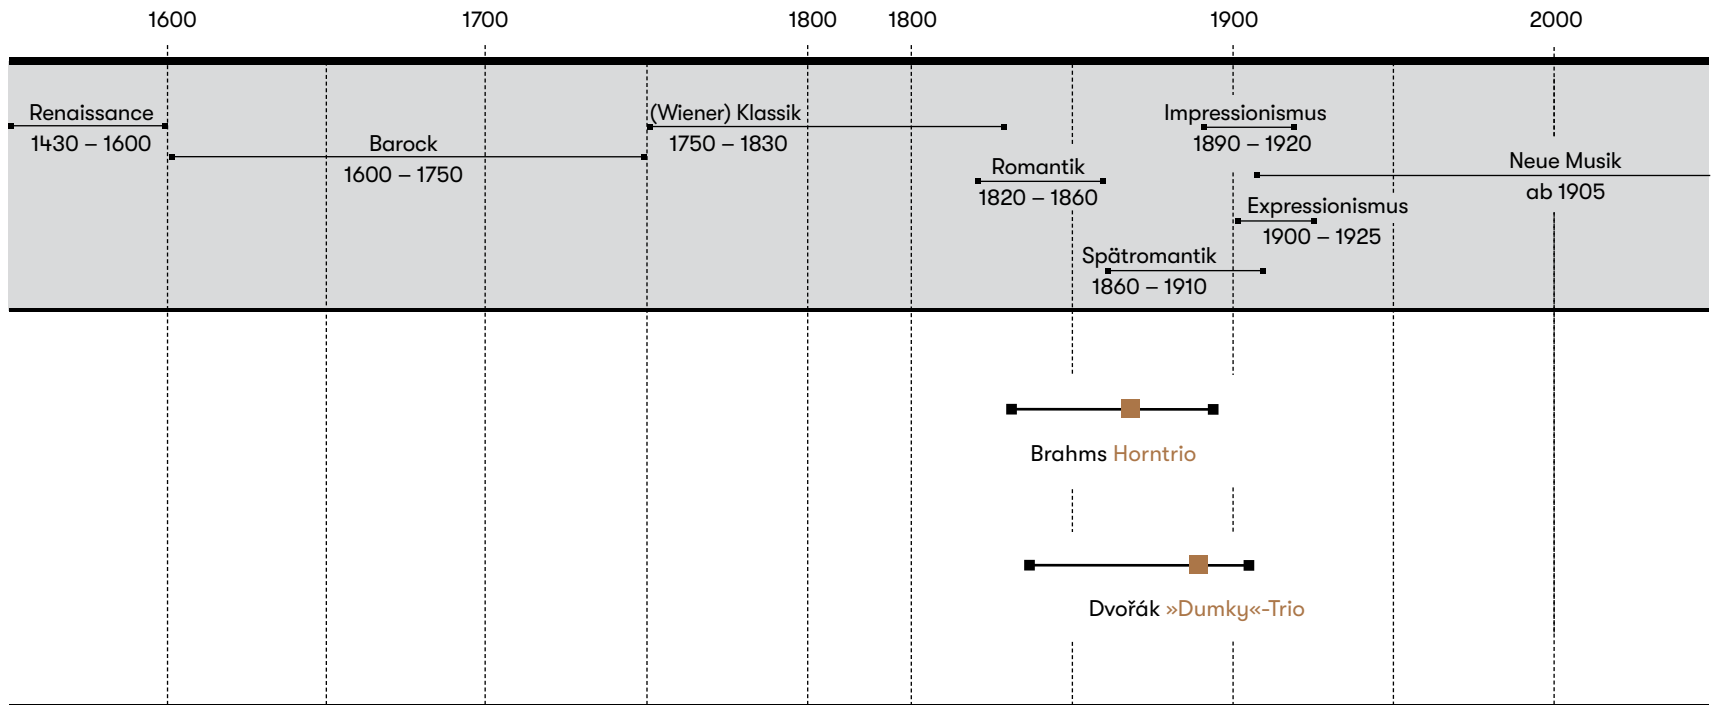 1600 1700 1800 1800 1900 2000
Renaissance
1430 – 1600
Barock
1600 – 1750
(Wiener) Klassik
1750 – 1830
Romantik
1820 – 1860
Impressionismus
1890 – 1920
Neue Musik
ab 1905
Expressionismus
1900 – 1925
Spätromantik
1860 – 1910
Brahms Horntrio
Dvořák »Dumky«-Trio